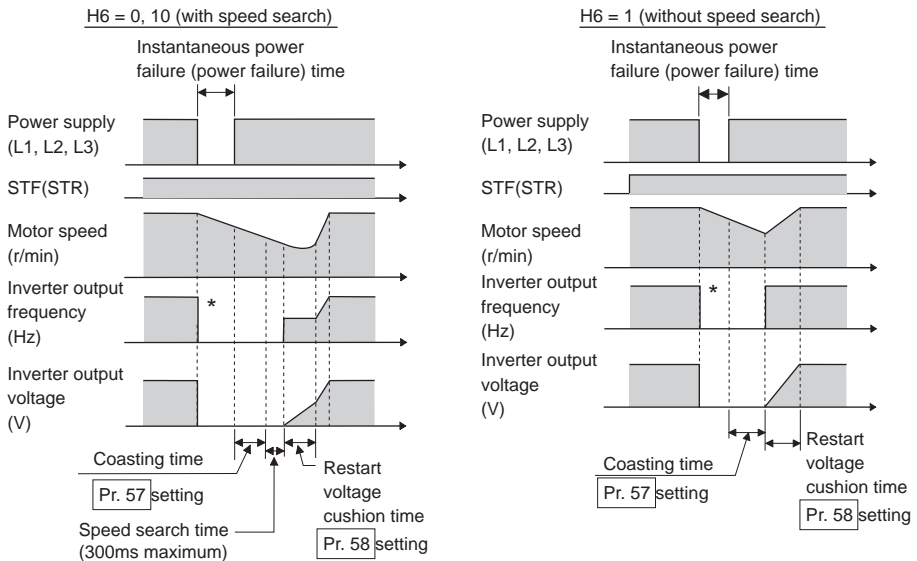 H6 = 0, 10 (with speed search)
Instantaneous power
failure (power failure) time
Power supply
(L1, L2, L3)
STF(STR)
Motor speed
(r/min)
Inverter output
frequency
(Hz)
*
Inverter output
voltage
(V)
Coasting time
Pr. 57 setting
Speed search time
(300ms maximum)
Restart
voltage
cushion time
Pr. 58 setting
H6 = 1 (without speed search)
Instantaneous power
failure (power failure) time
Power supply
(L1, L2, L3)
STF(STR)
Motor speed
(r/min)
Inverter output
frequency
(Hz)
*
Inverter output
voltage
(V)
Coasting time
Pr. 57 setting
Restart
voltage
cushion time
Pr. 58 setting